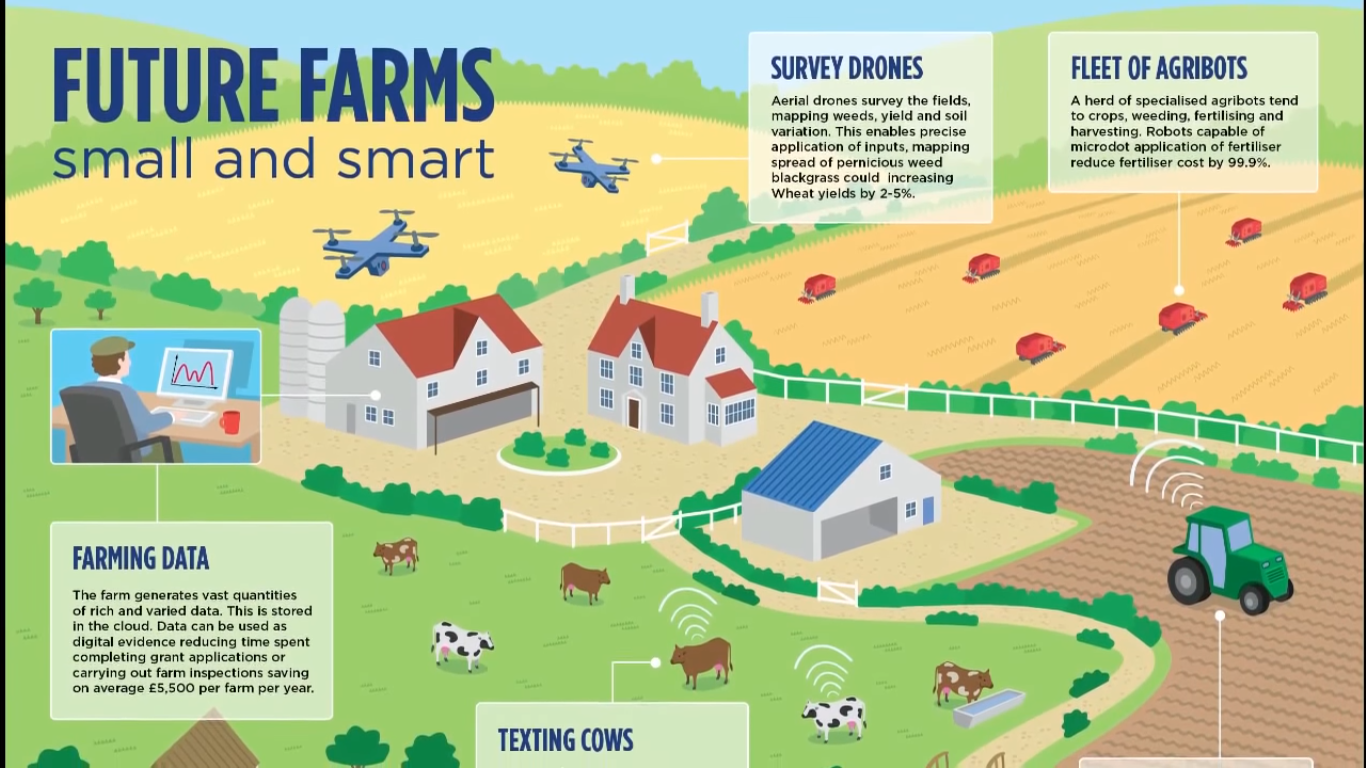 FUTURE FARMS
small and smart
SURVEY DRONES
Aerial drones survey the fields,
mapping weeds, yield and soil
variation. This enables precise
application of inputs, mapping
spread of pernicious weed
blackgrass could increasing
Wheat yields by 2-5%.
FLEET OF AGRIBOTS
A herd of specialised agribots tend
to crops, weeding, fertilising and
harvesting. Robots capable of
microdot application of fertiliser
reduce fertiliser cost by 99.9%.
FARMING DATA
The farm generates vast quantities
of rich and varied data. This is stored
in the cloud. Data can be used as
digital evidence reducing time spent
completing grant applications or
carrying out farm inspections saving
on average £5,500 per farm per year.
TEXTING COWS